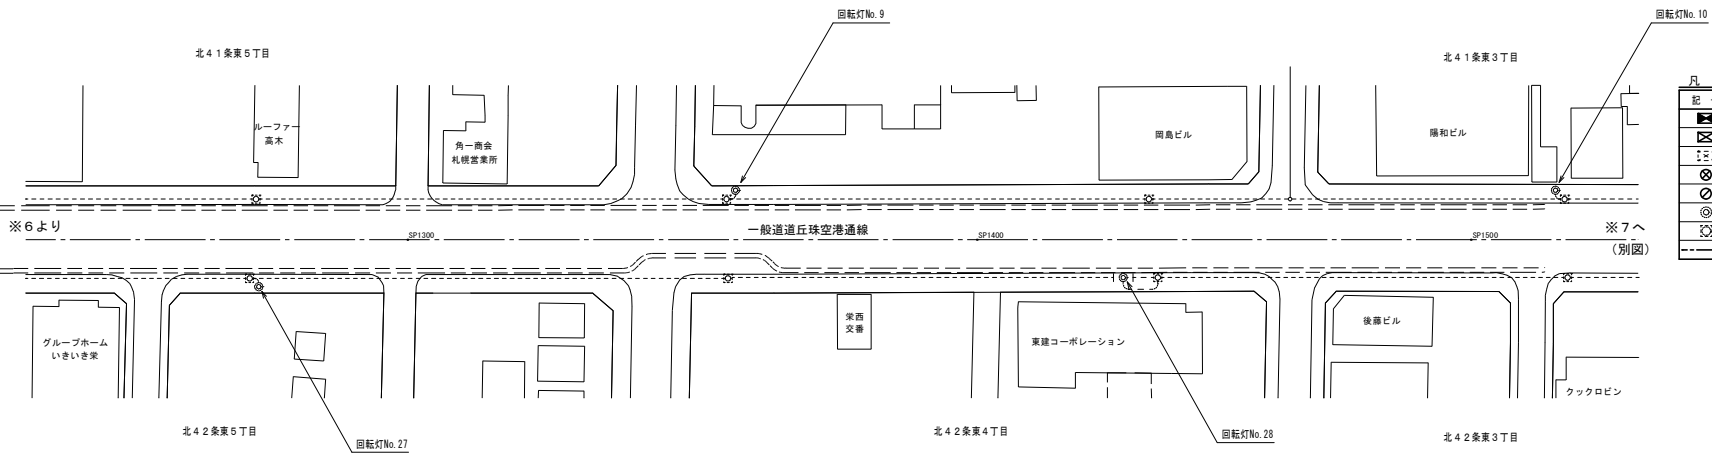 回転灯No.9
回転灯No.10
北41条東5丁目
北41条東3丁目
凡
記
ルーファー
高木
角一商会
札幌営業所
岡島ビル
陽和ビル
※6より
一般道道丘珠空港通線
※7へ
(別図)
SP1300
SP1400
SP1500
グループホーム
いきいき栄
栄西
交番
東建コーポレーション
後藤ビル
クックロビン
北42条東5丁目
回転灯No.27
北42条東4丁目
回転灯No.28
北42条東3丁目